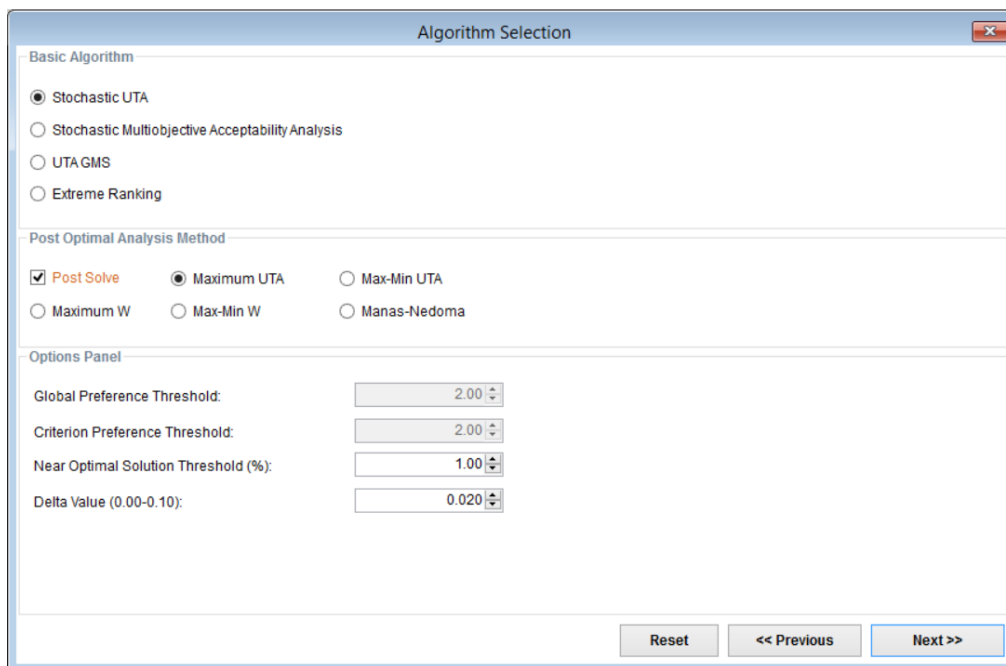 Algorithm Selection
Basic Algorithm
Stochastic UTA
Stochastic Multiobjective Acceptability Analysis
UTA GMS
Extreme Ranking
Post Optimal Analysis Method
Post Solve Maximum UTA Max-Min UTA
Maximum W Max-Min W Manas-Nedoma
Options Panel
Global Preference Threshold: 2.00
Criterion Preference Threshold: 2.00
Near Optimal Solution Threshold (%): 1.00
Delta Value (0.00-0.10): 0.020
Reset << Previous Next >>